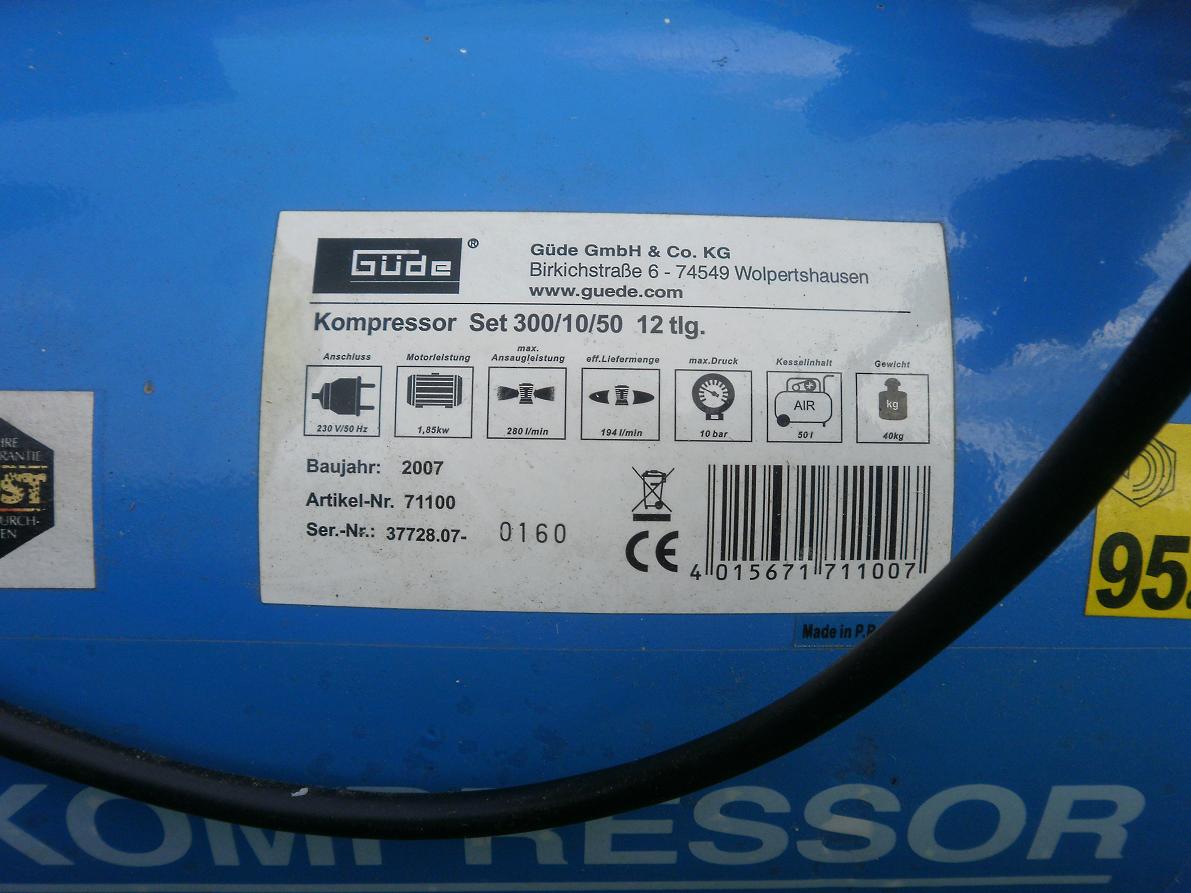 Güde®
Güde GmbH & Co. KG
Birkichstraße 6 - 74549 Wolpertshausen
www.guede.com
Kompressor Set 300/10/50 12 tlg.
Anschluss
Motorleistung
max.
Ansaugleistung
eff.Liefermenge
max.Druck
Kesselinhalt
Gewicht
AIR
kg
230 V/50 Hz
1,85kw
280 l/min
194 l/min
10 bar
50 l
40kg
Baujahr: 2007
Artikel-Nr. 71100
Ser.-Nr.: 37728.07- 0160
CE
4 015671 711007
Made in P.
KOMPRESSOR